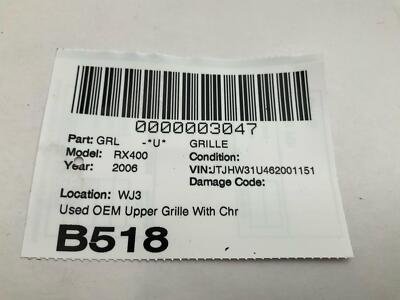 0000003047
Part: GRL -*U* GRILLE
Model: RX400 Condition:
Year: 2006 VIN:JTJHW31U462001151
Damage Code:
Location: WJ3
Used OEM Upper Grille With Chr
B518